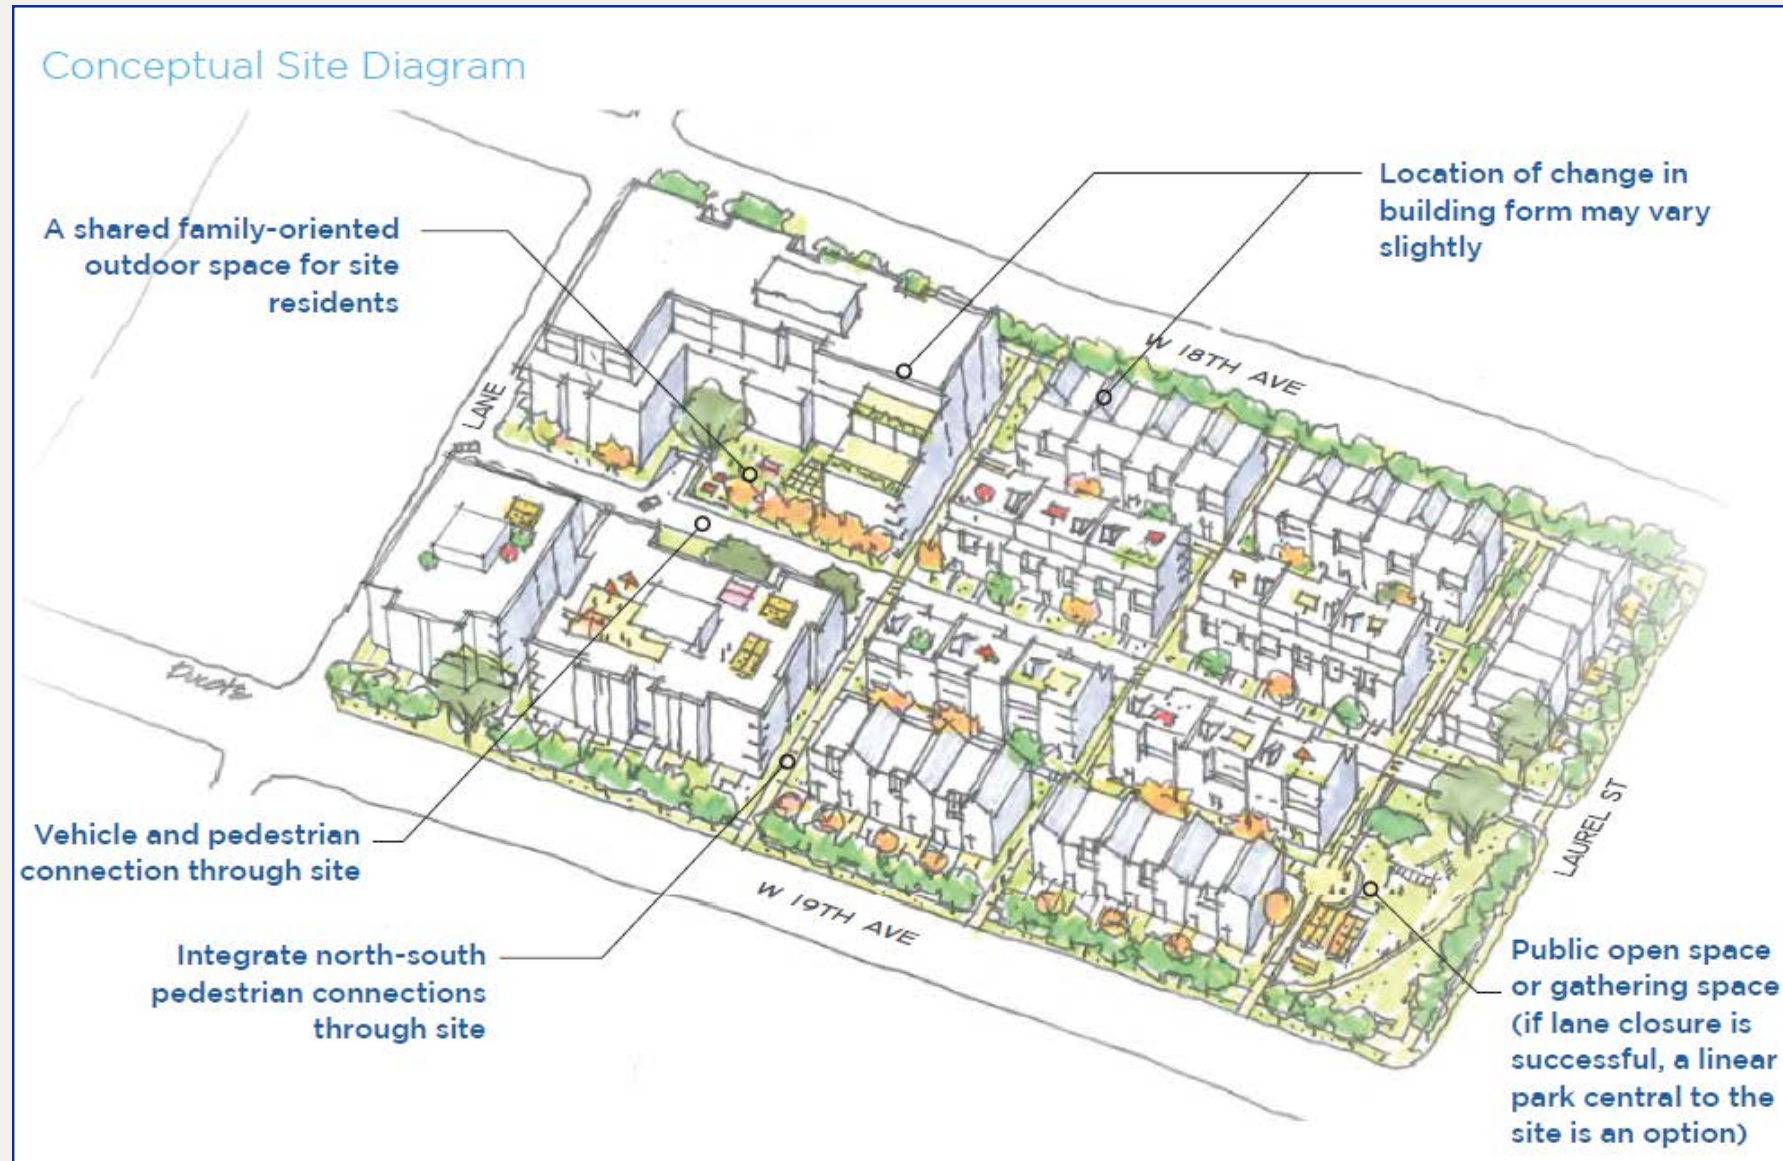 Conceptual Site Diagram
Location of change in
building form may vary
slightly
A shared family-oriented
outdoor space for site
residents
W 18TH AVE
LANE
LAUREL ST
Vehicle and pedestrian
connection through site
W 19TH AVE
Integrate north-south
pedestrian connections
through site
Public open space
or gathering space
(if lane closure is
successful, a linear
park central to the
site is an option)